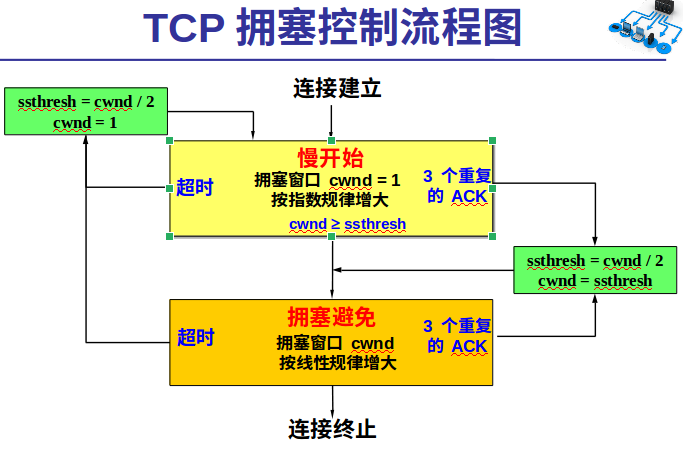 TCP 拥塞控制流程图
连接建立
ssthresh = cwnd / 2
cwnd = 1
慢开始
拥塞窗口 cwnd = 1
按指数规律增大
cwnd ≥ ssthresh
超时
3 个重复
的 ACK
ssthresh = cwnd / 2
cwnd = ssthresh
拥塞避免
拥塞窗口 cwnd
按线性规律增大
超时
3 个重复
的 ACK
连接终止